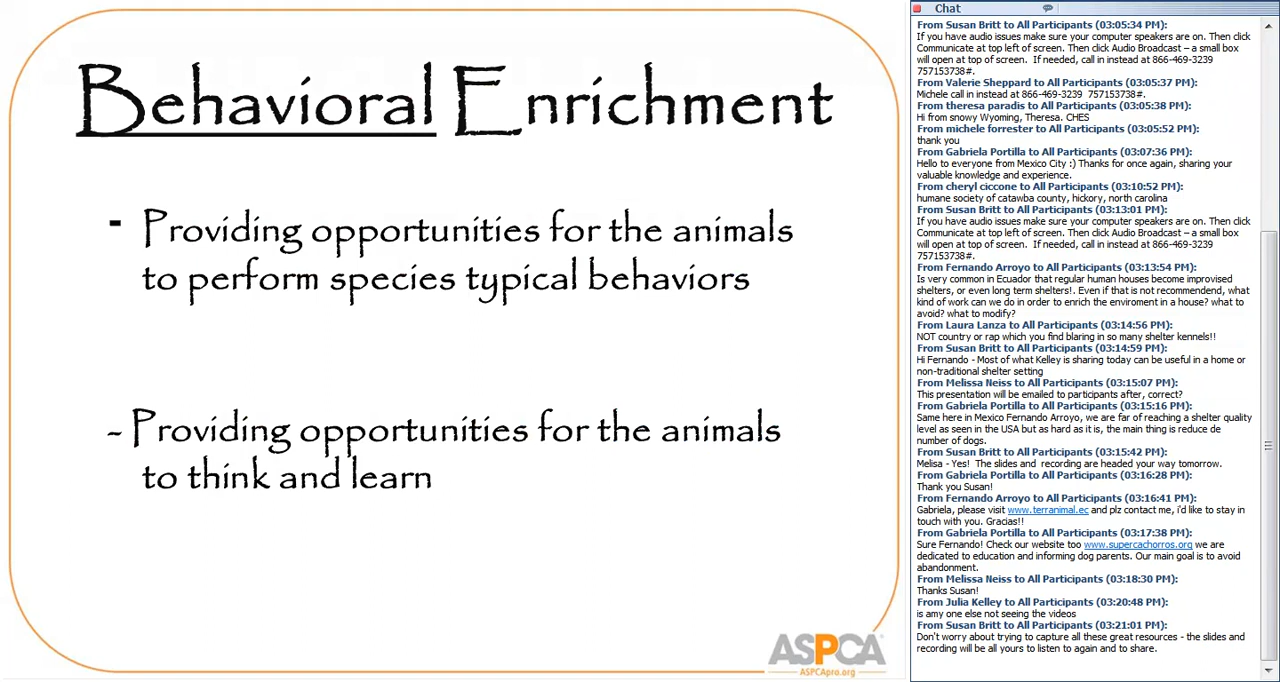 Behavioral Enrichment
- Providing opportunities for the animals
to perform species typical behaviors
- Providing opportunities for the animals
to think and learn
ASPCA
ASPCApro.org
Chat
From Susan Britt to All Participants (03:05:34 PM):
If you have audio issues make sure your computer speakers are on. Then click
Communicate at top left of screen. Then click Audio Broadcast – a small box
will open at top of screen.  If needed, call in instead at 866-469-3239
757153738#.
From Valerie Sheppard to All Participants (03:05:37 PM):
Michele call in instead at 866-469-3239  757153738#.
From theresa paradis to All Participants (03:05:38 PM):
Hi from snowy Wyoming, Theresa. CHES
From michele forrester to All Participants (03:05:52 PM):
thank you
From Gabriela Portilla to All Participants (03:07:36 PM):
Hello to everyone from Mexico City :) Thanks for once again, sharing your
valuable knowledge and experience.
From cheryl ciccone to All Participants (03:10:52 PM):
humane society of catawba county, hickory, north carolina
From Susan Britt to All Participants (03:13:01 PM):
If you have audio issues make sure your computer speakers are on. Then click
Communicate at top left of screen. Then click Audio Broadcast – a small box
will open at top of screen.  If needed, call in instead at 866-469-3239
757153738#.
From Fernando Arroyo to All Participants (03:13:54 PM):
Is very common in Ecuador that regular human houses become improvised
shelters, or even long term shelters!. Even if that is not recommendend, what
kind of work can we do in order to enrich the enviroment in a house? what to
avoid? what to modify?
From Laura Lanza to All Participants (03:14:56 PM):
NOT country or rap which you find blaring in so many shelter kennels!!
From Susan Britt to All Participants (03:14:59 PM):
Hi Fernando - Most of what Kelley is sharing today can be useful in a home or
non-traditional shelter setting
From Melissa Neiss to All Participants (03:15:07 PM):
This presentation will be emailed to participants after, correct?
From Gabriela Portilla to All Participants (03:15:16 PM):
Same here in Mexico Fernando Arroyo, we are far of reaching a shelter quality
level as seen in the USA but as hard as it is, the main thing is reduce de
number of dogs.
From Susan Britt to All Participants (03:15:42 PM):
Melisa - Yes!  The slides and  recording are headed your way tomorrow.
From Gabriela Portilla to All Participants (03:16:28 PM):
Thank you Susan!
From Fernando Arroyo to All Participants (03:16:41 PM):
Gabriela, please visit www.terranimal.ec and plz contact me, i'd like to stay in
touch with you. Gracias!!
From Gabriela Portilla to All Participants (03:17:38 PM):
Sure Fernando! Check our website too www.supercachorros.org we are
dedicated to education and informing dog parents. Our main goal is to avoid
abandonment.
From Melissa Neiss to All Participants (03:18:30 PM):
Thanks Susan!
From Julia Kelley to All Participants (03:20:48 PM):
is amy one else not seeing the videos
From Susan Britt to All Participants (03:21:01 PM):
Don't worry about trying to capture all these great resources - the slides and
recording will be all yours to listen to again and to share.